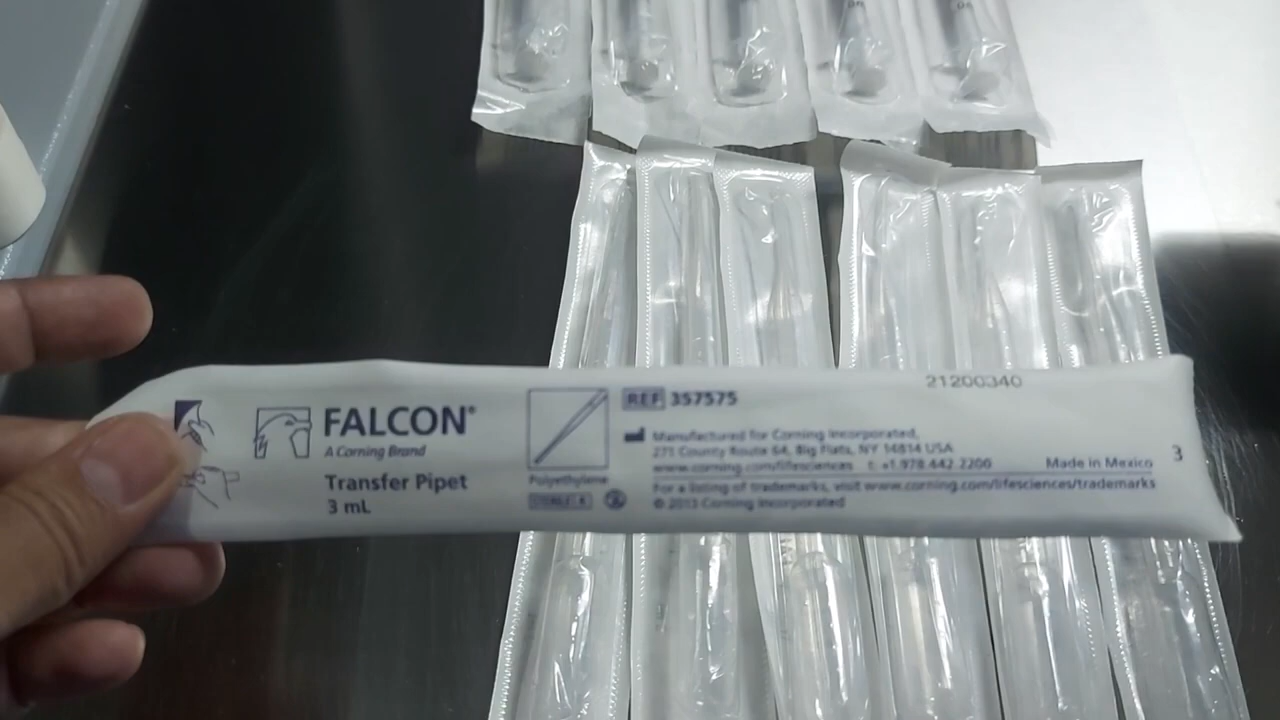 FALCON®
A Corning Brand
Transfer Pipet
3 mL
Polyethylene
STERILE R
REF 357575
Manufactured for Corning Incorporated,
271 County Route 64, Big Flats, NY 14814 USA
www.corning.com/lifesciences t: +1.978.442.2200
Made in Mexico
For a listing of trademarks, visit www.corning.com/lifesciences/trademarks
© 2013 Corning Incorporated
21200340
3